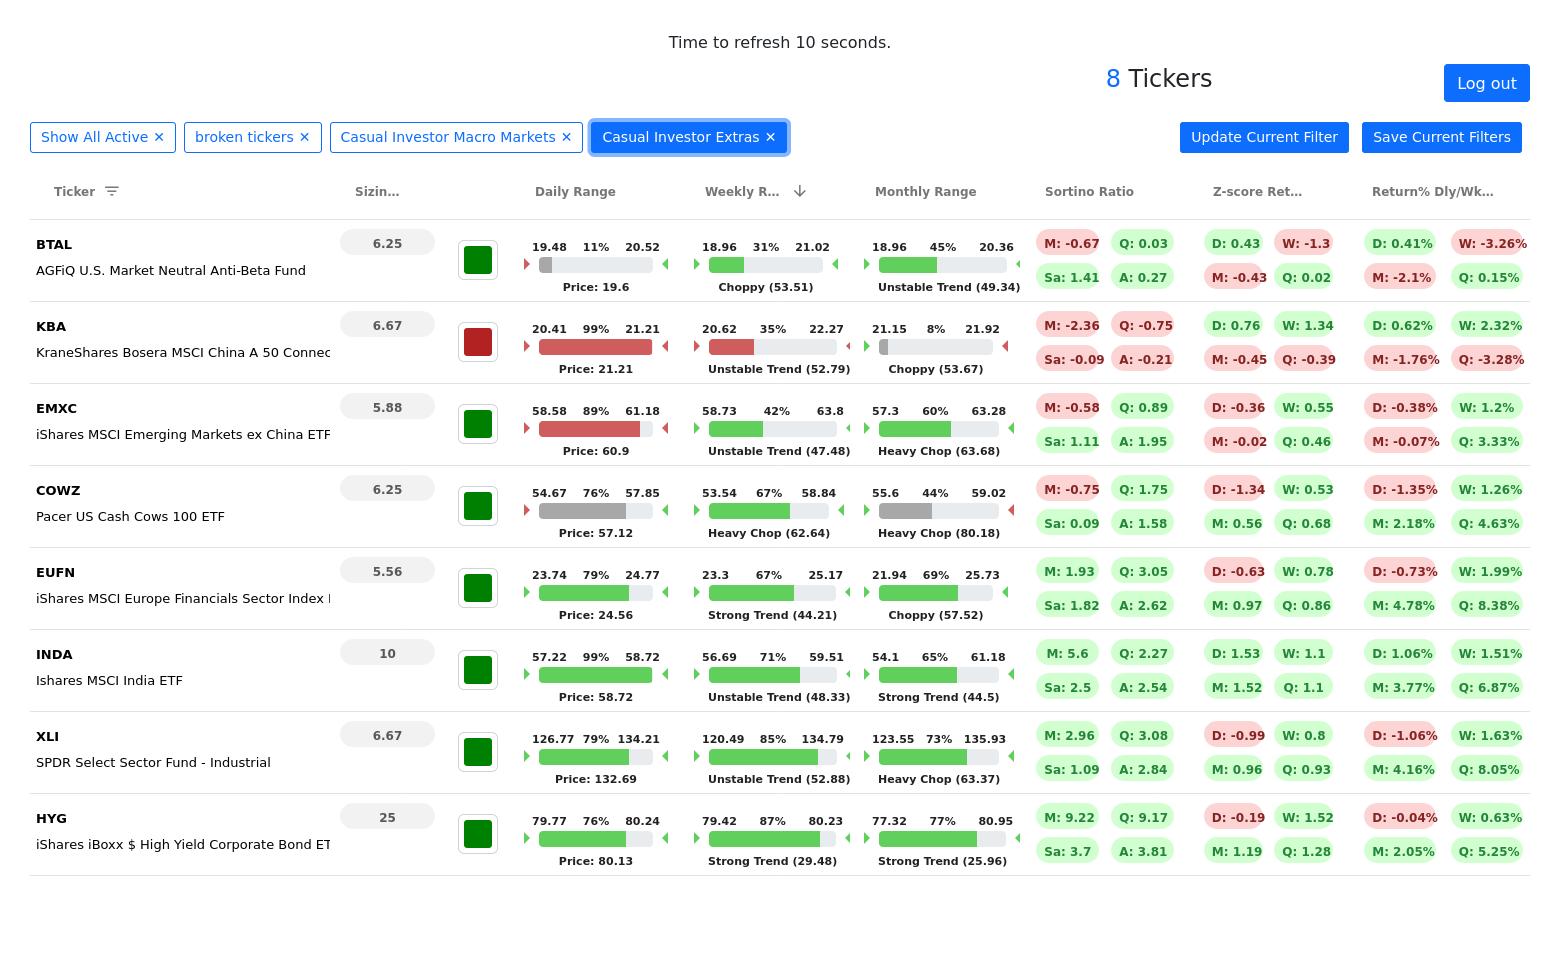 Time to refresh 10 seconds.
8 Tickers
Log out
Show All Active ✕ broken tickers ✕ Casual Investor Macro Markets ✕ Casual Investor Extras ✕ Update Current Filter Save Current Filters
Ticker Sizin... Daily Range Weekly R... Monthly Range Sortino Ratio Z-score Ret... Return% Dly/Wk...
BTAL 6.25 19.48 11% 20.52 18.96 31% 21.02 18.96 45% 20.36 M: -0.67 Q: 0.03 D: 0.43 W: -1.3 D: 0.41% W: -3.26%
AGFiQ U.S. Market Neutral Anti-Beta Fund Price: 19.6 Choppy (53.51) Unstable Trend (49.34) Sa: 1.41 A: 0.27 M: -0.43 Q: 0.02 M: -2.1% Q: 0.15%
KBA 6.67 20.41 99% 21.21 20.62 35% 22.27 21.15 8% 21.92 M: -2.36 Q: -0.75 D: 0.76 W: 1.34 D: 0.62% W: 2.32%
KraneShares Bosera MSCI China A 50 Connec Price: 21.21 Unstable Trend (52.79) Choppy (53.67) Sa: -0.09 A: -0.21 M: -0.45 Q: -0.39 M: -1.76% Q: -3.28%
EMXC 5.88 58.58 89% 61.18 58.73 42% 63.8 57.3 60% 63.28 M: -0.58 Q: 0.89 D: -0.36 W: 0.55 D: -0.38% W: 1.2%
iShares MSCI Emerging Markets ex China ETF Price: 60.9 Unstable Trend (47.48) Heavy Chop (63.68) Sa: 1.11 A: 1.95 M: -0.02 Q: 0.46 M: -0.07% Q: 3.33%
COWZ 6.25 54.67 76% 57.85 53.54 67% 58.84 55.6 44% 59.02 M: -0.75 Q: 1.75 D: -1.34 W: 0.53 D: -1.35% W: 1.26%
Pacer US Cash Cows 100 ETF Price: 57.12 Heavy Chop (62.64) Heavy Chop (80.18) Sa: 0.09 A: 1.58 M: 0.56 Q: 0.68 M: 2.18% Q: 4.63%
EUFN 5.56 23.74 79% 24.77 23.3 67% 25.17 21.94 69% 25.73 M: 1.93 Q: 3.05 D: -0.63 W: 0.78 D: -0.73% W: 1.99%
iShares MSCI Europe Financials Sector Index Price: 24.56 Strong Trend (44.21) Choppy (57.52) Sa: 1.82 A: 2.62 M: 0.97 Q: 0.86 M: 4.78% Q: 8.38%
INDA 10 57.22 99% 58.72 56.69 71% 59.51 54.1 65% 61.18 M: 5.6 Q: 2.27 D: 1.53 W: 1.1 D: 1.06% W: 1.51%
Ishares MSCI India ETF Price: 58.72 Unstable Trend (48.33) Strong Trend (44.5) Sa: 2.5 A: 2.54 M: 1.52 Q: 1.1 M: 3.77% Q: 6.87%
XLI 6.67 126.77 79% 134.21 120.49 85% 134.79 123.55 73% 135.93 M: 2.96 Q: 3.08 D: -0.99 W: 0.8 D: -1.06% W: 1.63%
SPDR Select Sector Fund - Industrial Price: 132.69 Unstable Trend (52.88) Heavy Chop (63.37) Sa: 1.09 A: 2.84 M: 0.96 Q: 0.93 M: 4.16% Q: 8.05%
HYG 25 79.77 76% 80.24 79.42 87% 80.23 77.32 77% 80.95 M: 9.22 Q: 9.17 D: -0.19 W: 1.52 D: -0.04% W: 0.63%
iShares iBoxx $ High Yield Corporate Bond ET Price: 80.13 Strong Trend (29.48) Strong Trend (25.96) Sa: 3.7 A: 3.81 M: 1.19 Q: 1.28 M: 2.05% Q: 5.25%